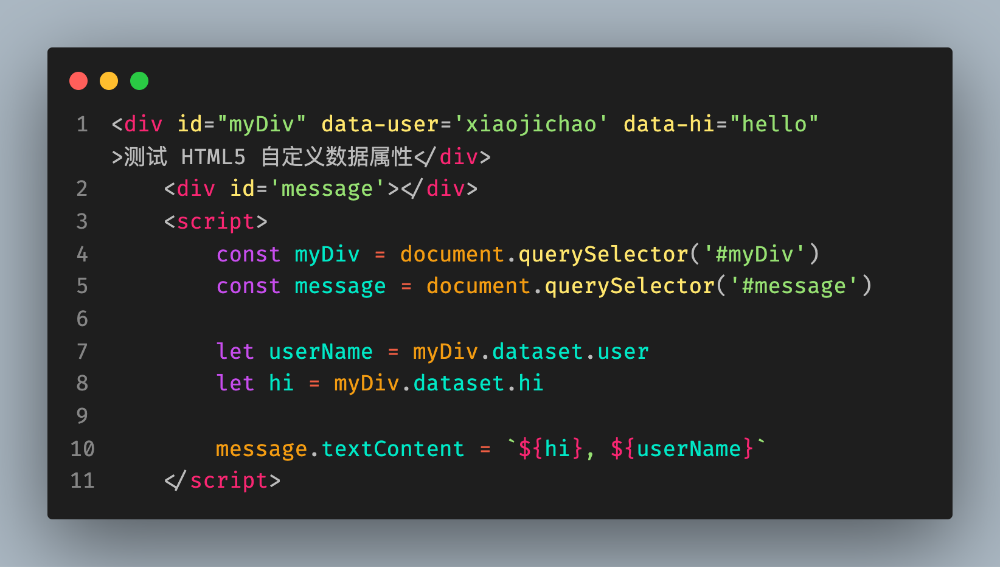 1 <div id="myDiv" data-user='xiaojichao' data-hi="hello"
>测试 HTML5 自定义数据属性</div>
2     <div id='message'></div>
3     <script>
4         const myDiv = document.querySelector('#myDiv')
5         const message = document.querySelector('#message')
6
7         let userName = myDiv.dataset.user
8         let hi = myDiv.dataset.hi
9
10         message.textContent = `${hi}, ${userName}`
11     </script>